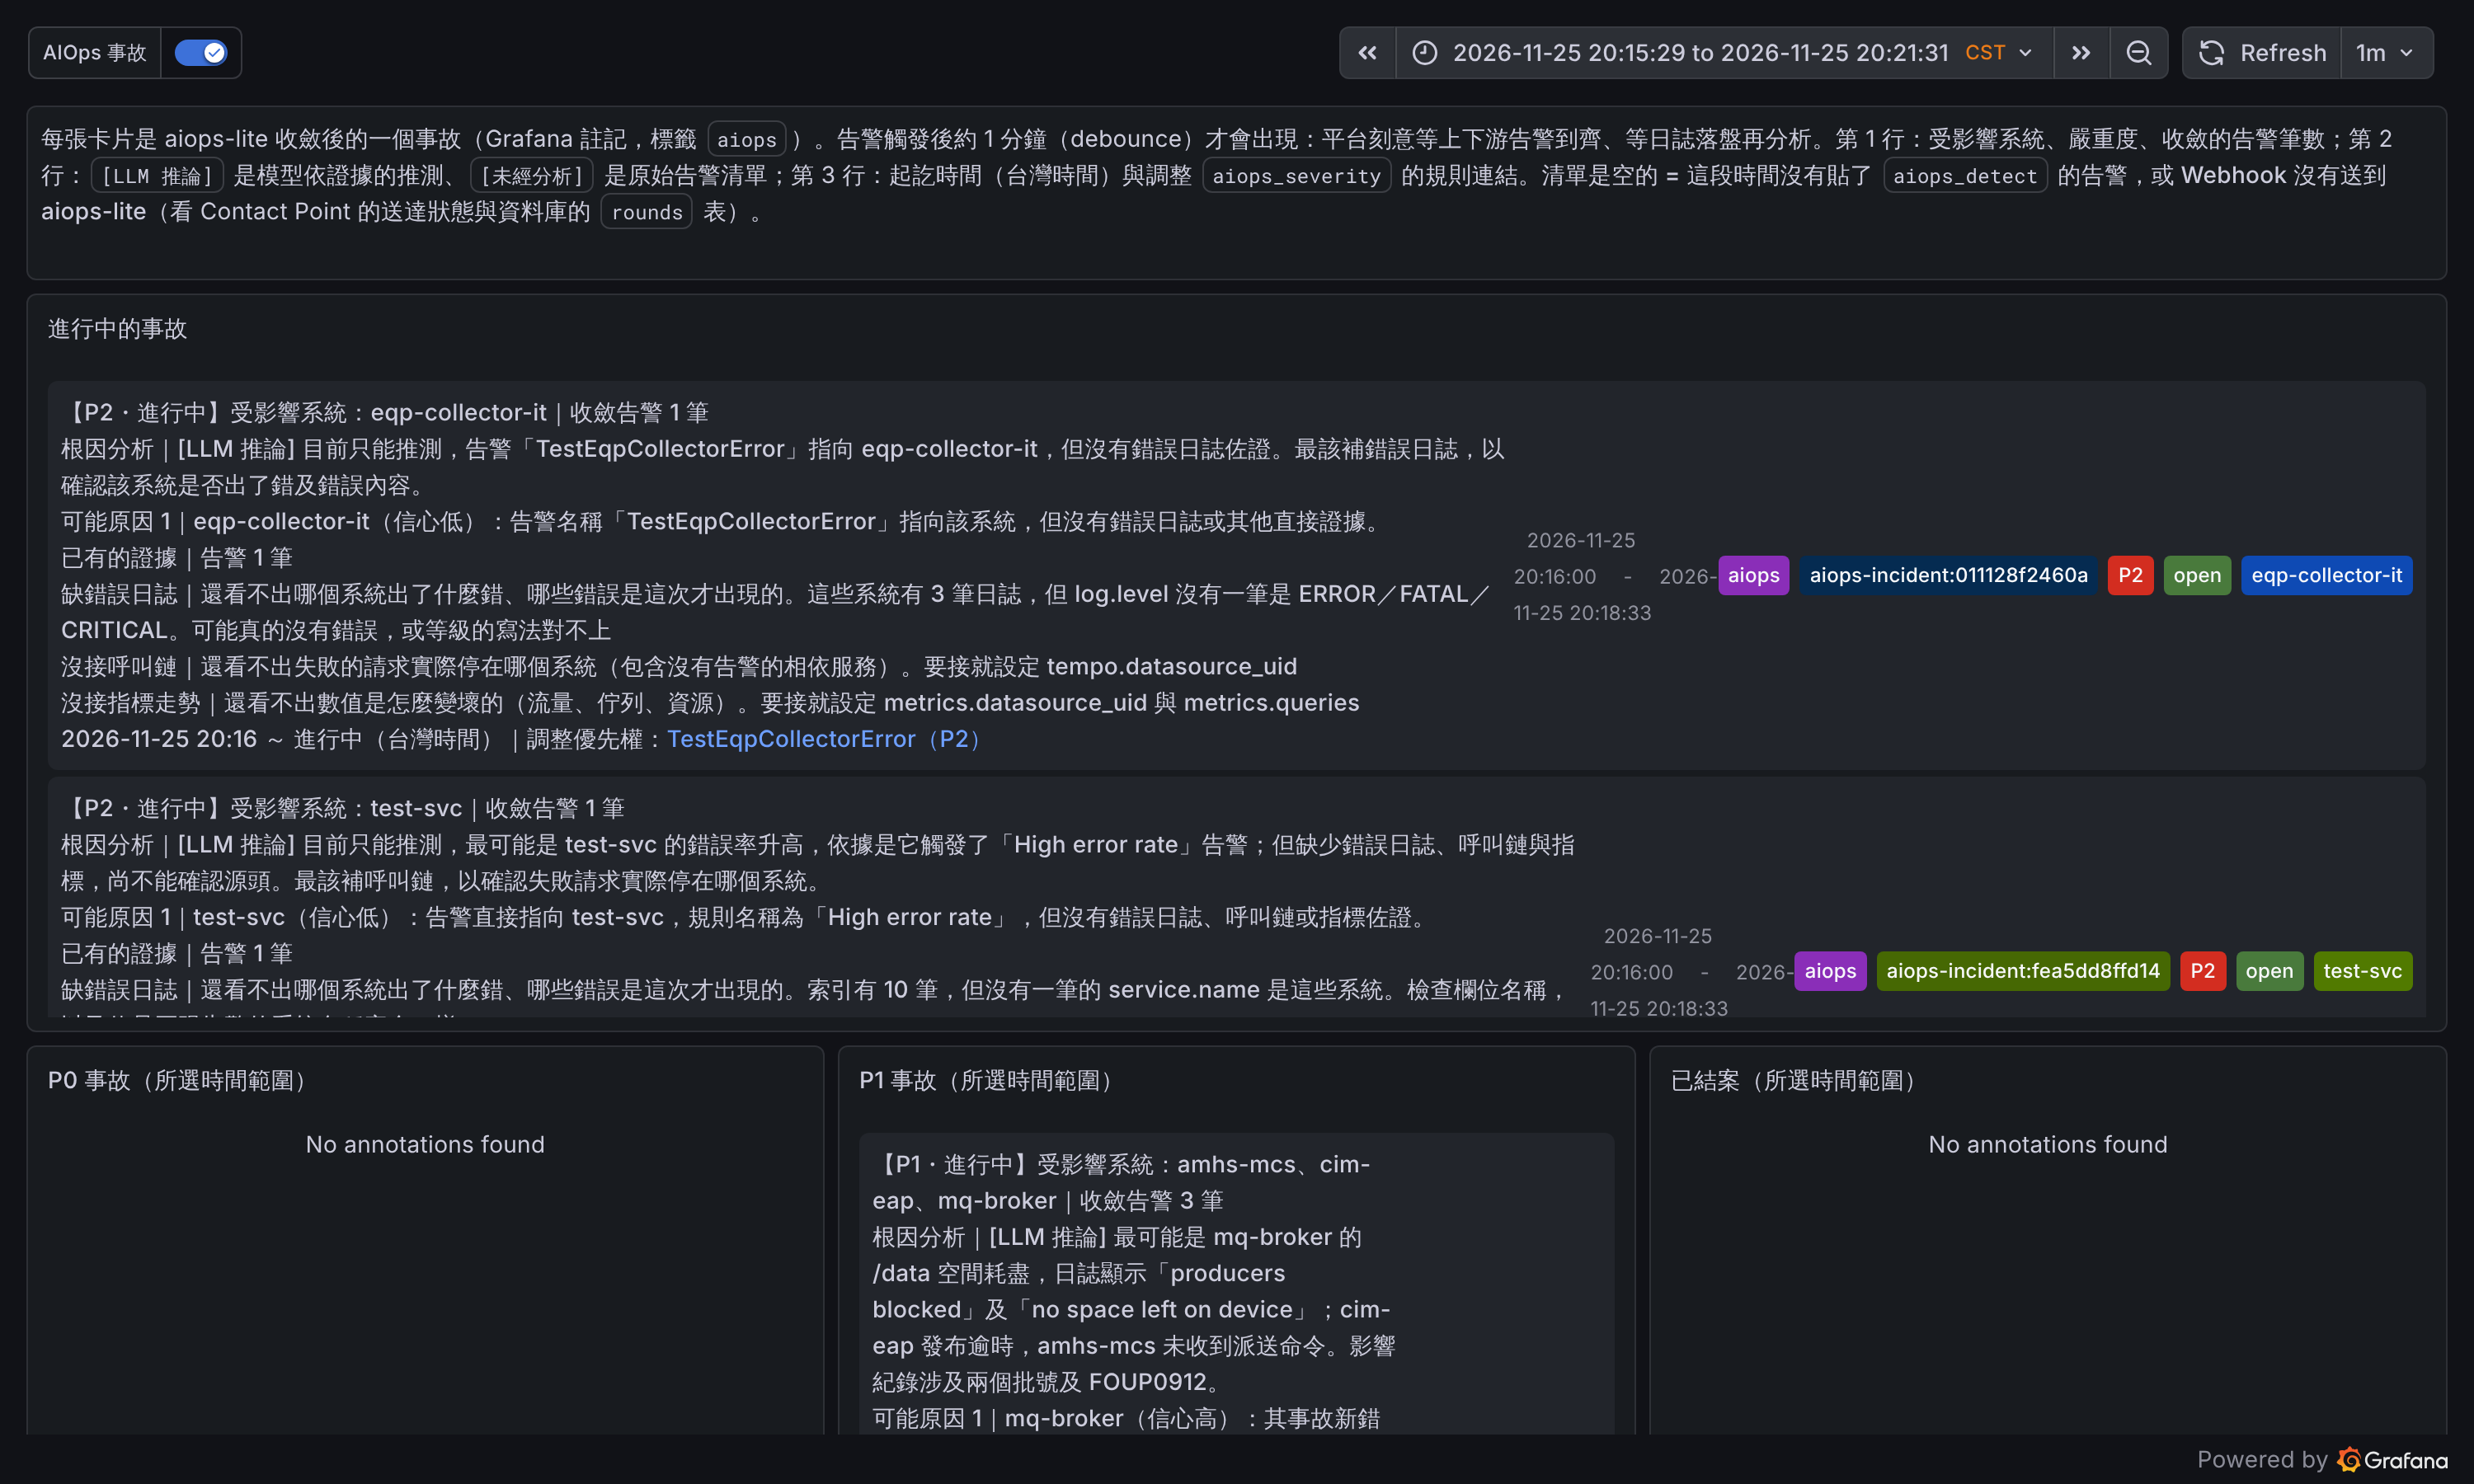 AIOps 事故
2026-11-25 20:15:29 to 2026-11-25 20:21:31 CST
Refresh
1m
每張卡片是 aiops-lite 收斂後的一個事故（Grafana 註記，標籤 aiops ）。告警觸發後約 1 分鐘（debounce）才會出現：平台刻意等上下游告警到齊、等日誌落盤再分析。第 1 行：受影響系統、嚴重度、收斂的告警筆數；第 2
行： [LLM 推論] 是模型依證據的推測、 [未經分析] 是原始告警清單；第 3 行：起訖時間（台灣時間）與調整 aiops_severity 的規則連結。清單是空的 = 這段時間沒有貼了 aiops_detect 的告警，或 Webhook 沒有送到
aiops-lite（看 Contact Point 的送達狀態與資料庫的 rounds 表）。
進行中的事故
【P2・進行中】受影響系統：eqp-collector-it｜收斂告警 1 筆
根因分析｜[LLM 推論] 目前只能推測，告警「TestEqpCollectorError」指向 eqp-collector-it，但沒有錯誤日誌佐證。最該補錯誤日誌，以
確認該系統是否出了錯及錯誤內容。
可能原因 1｜eqp-collector-it（信心低）：告警名稱「TestEqpCollectorError」指向該系統，但沒有錯誤日誌或其他直接證據。
已有的證據｜告警 1 筆
缺錯誤日誌｜還看不出哪個系統出了什麼錯、哪些錯誤是這次才出現的。這些系統有 3 筆日誌，但 log.level 沒有一筆是 ERROR／FATAL／
CRITICAL。可能真的沒有錯誤，或等級的寫法對不上
沒接呼叫鏈｜還看不出失敗的請求實際停在哪個系統（包含沒有告警的相依服務）。要接就設定 tempo.datasource_uid
沒接指標走勢｜還看不出數值是怎麼變壞的（流量、佇列、資源）。要接就設定 metrics.datasource_uid 與 metrics.queries
2026-11-25 20:16 ～ 進行中（台灣時間）｜調整優先權：TestEqpCollectorError（P2）
2026-11-25
20:16:00 - 2026-
11-25 20:18:33
aiops
aiops-incident:011128f2460a
P2
open
eqp-collector-it
【P2・進行中】受影響系統：test-svc｜收斂告警 1 筆
根因分析｜[LLM 推論] 目前只能推測，最可能是 test-svc 的錯誤率升高，依據是它觸發了「High error rate」告警；但缺少錯誤日誌、呼叫鏈與指
標，尚不能確認源頭。最該補呼叫鏈，以確認失敗請求實際停在哪個系統。
可能原因 1｜test-svc（信心低）：告警直接指向 test-svc，規則名稱為「High error rate」，但沒有錯誤日誌、呼叫鏈或指標佐證。
已有的證據｜告警 1 筆
缺錯誤日誌｜還看不出哪個系統出了什麼錯、哪些錯誤是這次才出現的。索引有 10 筆，但沒有一筆的 service.name 是這些系統。檢查欄位名稱，
2026-11-25
20:16:00 - 2026-
11-25 20:18:33
aiops
aiops-incident:fea5dd8ffd14
P2
open
test-svc
P0 事故（所選時間範圍）
No annotations found
P1 事故（所選時間範圍）
【P1・進行中】受影響系統：amhs-mcs、cim-
eap、mq-broker｜收斂告警 3 筆
根因分析｜[LLM 推論] 最可能是 mq-broker 的
/data 空間耗盡，日誌顯示「producers
blocked」及「no space left on device」；cim-
eap 發布逾時，amhs-mcs 未收到派送命令。影響
紀錄涉及兩個批號及 FOUP0912。
可能原因 1｜mq-broker（信心高）：其事故新錯
已結案（所選時間範圍）
No annotations found
Powered by Grafana